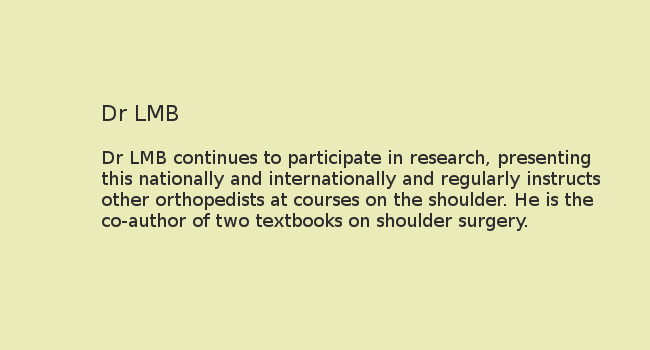 Dr LMB
Dr LMB continues to participate in research, presenting
this nationally and internationally and regularly instructs
other orthopedists at courses on the shoulder. He is the
co-author of two textbooks on shoulder surgery.